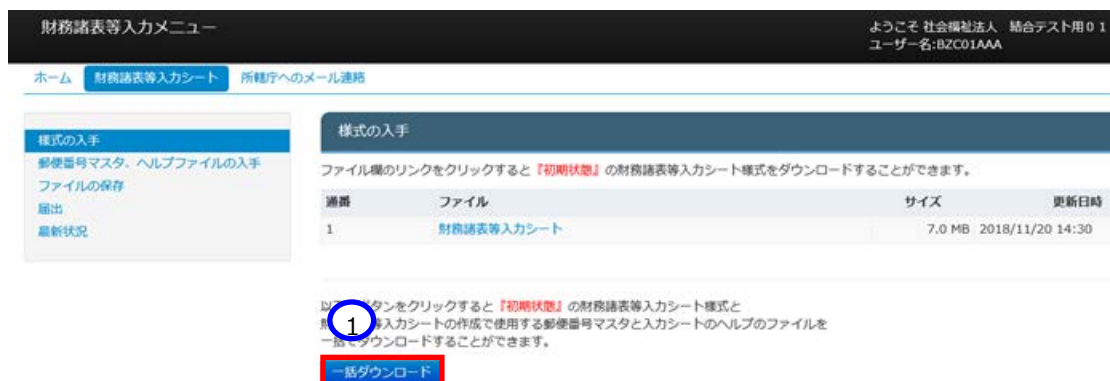 財務諸表等入力メニュー
ようこそ 社会福祉法人 結合テスト用01
ユーザー名:BZC01AAA
ホーム 財務諸表等入力シート 所轄庁へのメール連絡
様式の入手
郵便番号マスタ、ヘルプファイルの入手
ファイルの保存
届出
最新状況
様式の入手
ファイル欄のリンクをクリックすると『初期状態』の財務諸表等入力シート様式をダウンロードすることができます。
通番 ファイル サイズ 更新日時
1 財務諸表等入力シート 7.0 MB 2018/11/20 14:30
以 タンをクリックすると『初期状態』の財務諸表等入力シート様式と
1
等入力シートの作成で使用する郵便番号マスタと入力シートのヘルプのファイルを
一括でダウンロードすることができます。
一括ダウンロード